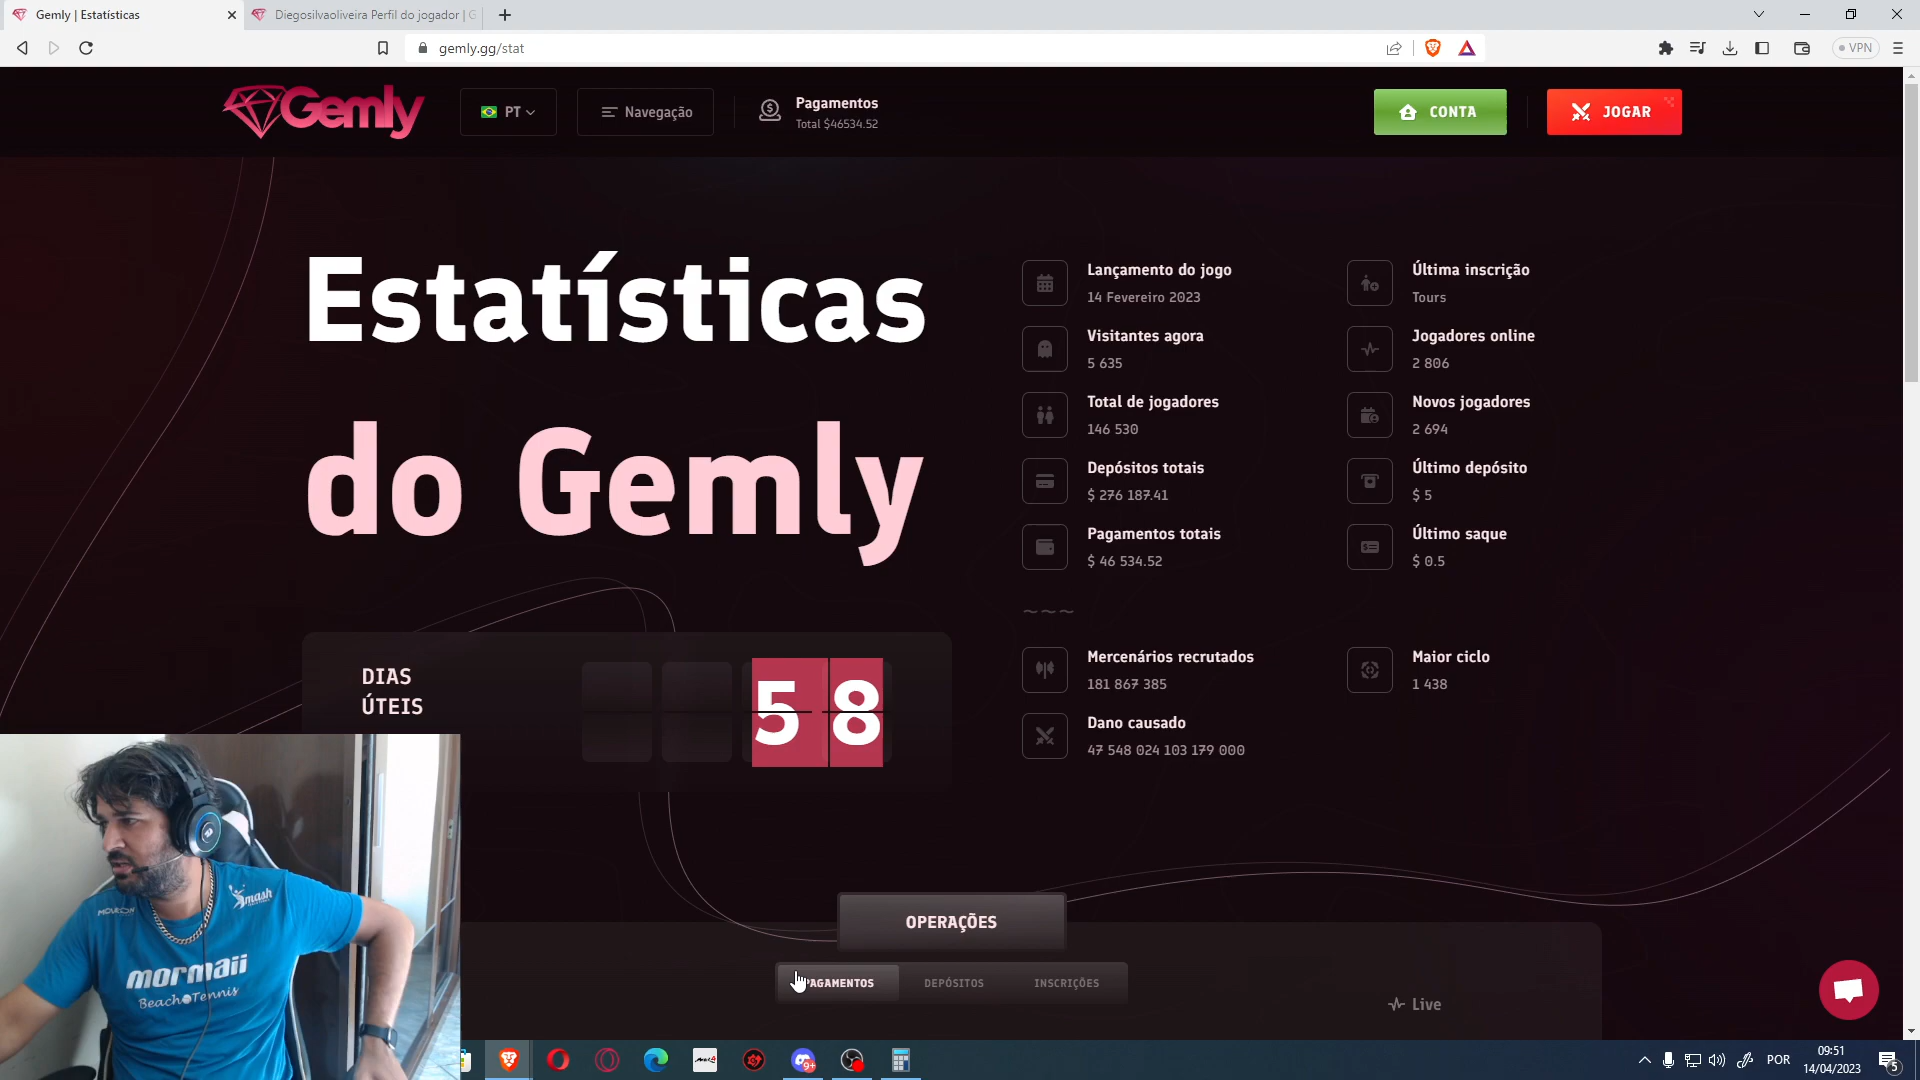 Gemly | Estatísticas
Diegosilvaoliveira Perfil do jogador | G
gemly.gg/stat
VPN
Gemly
PT
Navegação
Pagamentos
Total $46534.52
CONTA
JOGAR
Estatísticas
do Gemly
Lançamento do jogo
14 Fevereiro 2023
Última inscrição
Tours
Visitantes agora
5 635
Jogadores online
2 806
Total de jogadores
146 530
Novos jogadores
2 694
Depósitos totais
$ 276 187.41
Último depósito
$ 5
Pagamentos totais
$ 46 534.52
Último saque
$ 0.5
~~~
Mercenários recrutados
181 867 385
Maior ciclo
1 438
Dano causado
47 548 024 103 179 000
DIAS
ÚTEIS
58
OPERAÇÕES
PAGAMENTOS
DEPÓSITOS
INSCRIÇÕES
Live
smash
MOURÃO
mormaii
Beach Tennis
9+
POR
09:51
14/04/2023
5